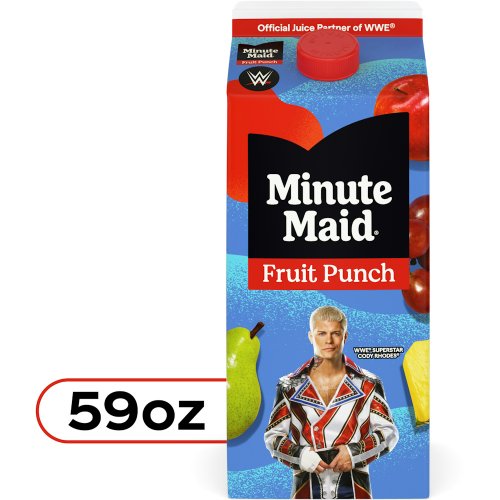 Official Juice Partner of WWE®
Minute
Maid
Fruit Punch
W
Minute
Maid®
Fruit Punch
WWE® SUPERSTAR
CODY RHODES®
59oz